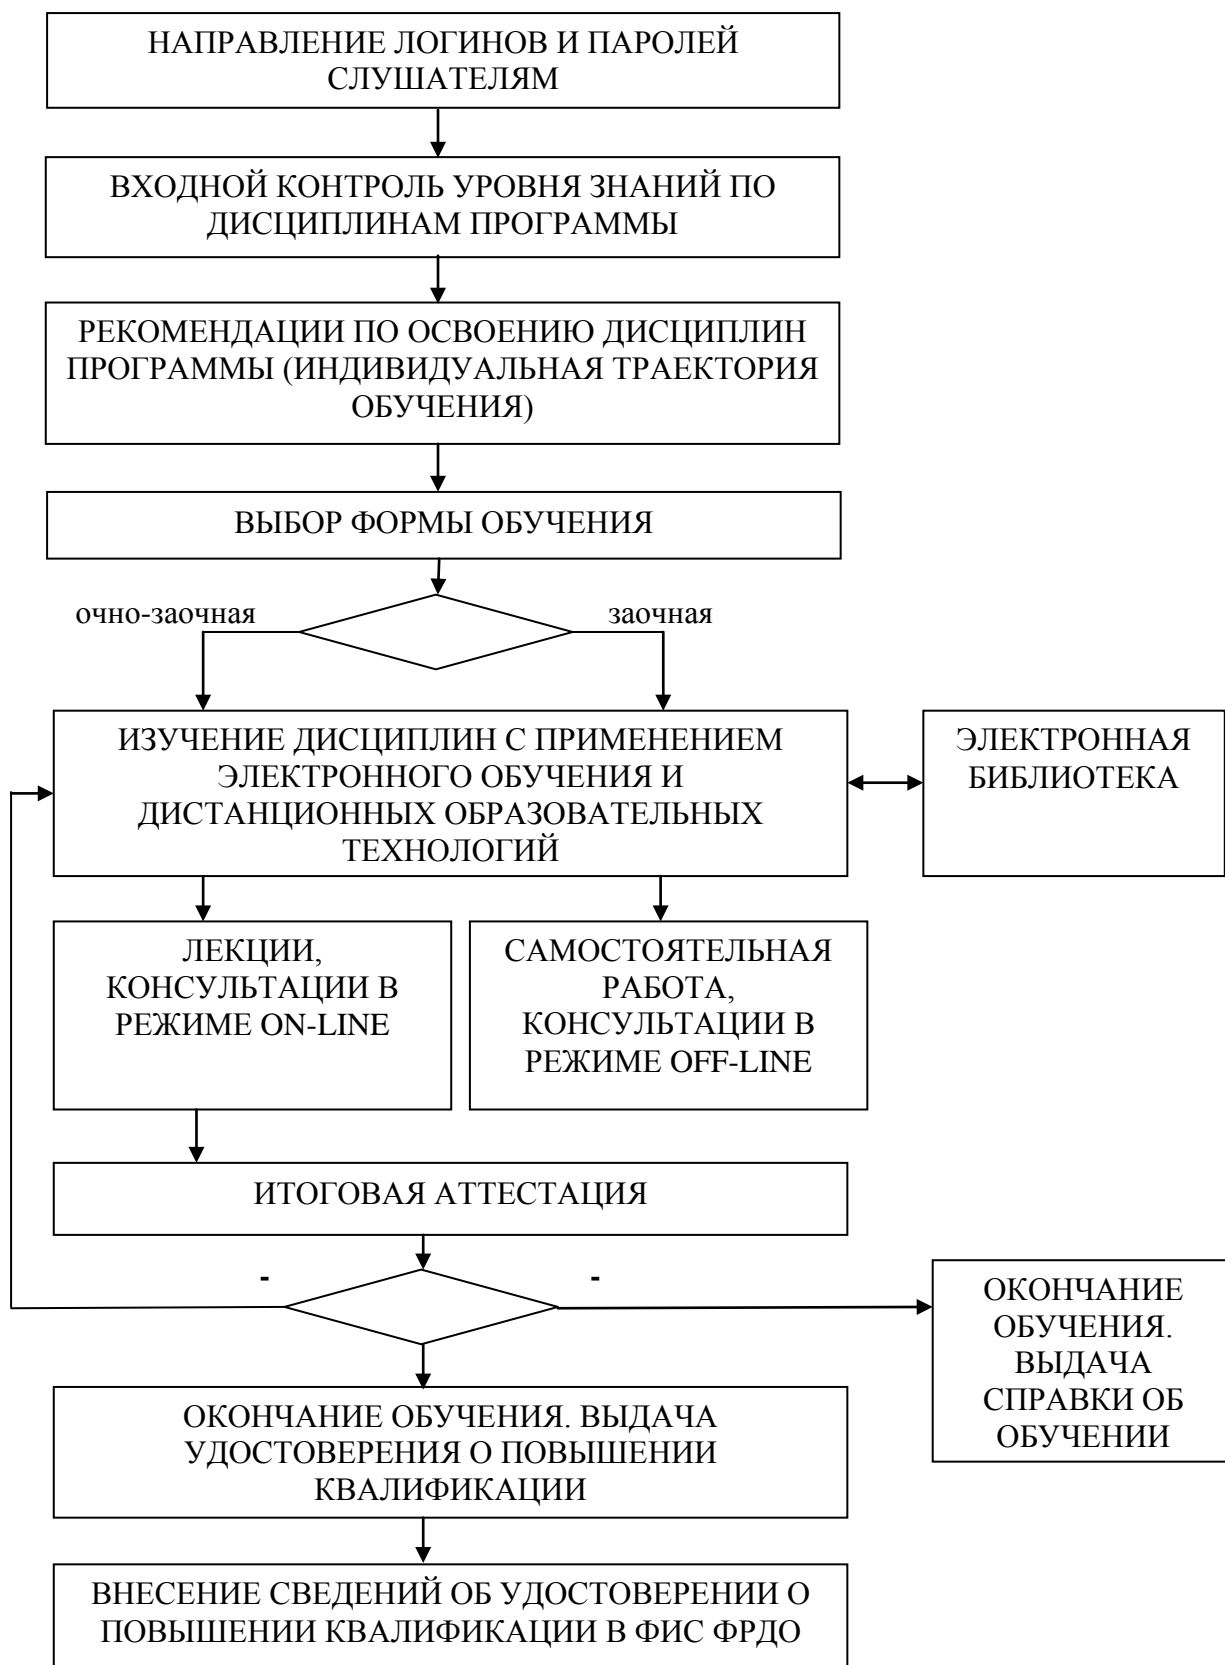 НАПРАВЛЕНИЕ ЛОГИНОВ И ПАРОЛЕЙ
СЛУШАТЕЛЯМ
ВХОДНОЙ КОНТРОЛЬ УРОВНЯ ЗНАНИЙ ПО
ДИСЦИПЛИНАМ ПРОГРАММЫ
РЕКОМЕНДАЦИИ ПО ОСВОЕНИЮ ДИСЦИПЛИН
ПРОГРАММЫ (ИНДИВИДУАЛЬНАЯ ТРАЕКТОРИЯ
ОБУЧЕНИЯ)
ВЫБОР ФОРМЫ ОБУЧЕНИЯ
очно-заочная
заочная
ИЗУЧЕНИЕ ДИСЦИПЛИН С ПРИМЕНЕНИЕМ
ЭЛЕКТРОННОГО ОБУЧЕНИЯ И
ДИСТАНЦИОННЫХ ОБРАЗОВАТЕЛЬНЫХ
ТЕХНОЛОГИЙ
ЭЛЕКТРОННАЯ
БИБЛИОТЕКА
ЛЕКЦИИ,
КОНСУЛЬТАЦИИ В
РЕЖИМЕ ON-LINE
САМОСТОЯТЕЛЬНАЯ
РАБОТА,
КОНСУЛЬТАЦИИ В
РЕЖИМЕ OFF-LINE
ИТОГОВАЯ АТТЕСТАЦИЯ
-
-
ОКОНЧАНИЕ
ОБУЧЕНИЯ.
ВЫДАЧА
СПРАВКИ ОБ
ОБУЧЕНИИ
ОКОНЧАНИЕ ОБУЧЕНИЯ. ВЫДАЧА
УДОСТОВЕРЕНИЯ О ПОВЫШЕНИИ
КВАЛИФИКАЦИИ
ВНЕСЕНИЕ СВЕДЕНИЙ ОБ УДОСТОВЕРЕНИИ О
ПОВЫШЕНИИ КВАЛИФИКАЦИИ В ФИС ФРДО